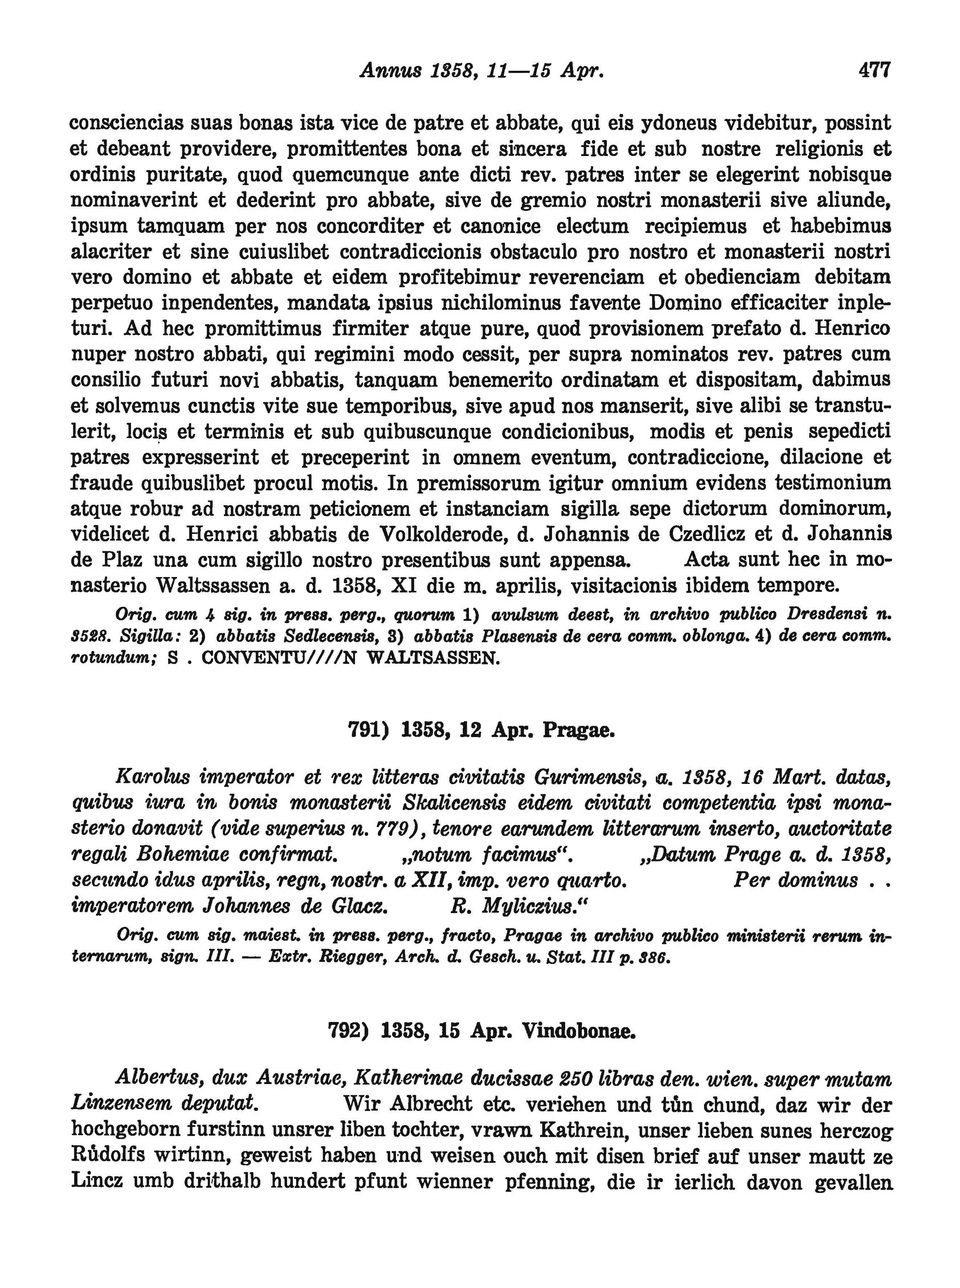 Annus 1358, 11—15 Apr. 477
consciencias suas bonas ista vice de patre et abbate, qui eis ydoneus videbitur, possint
et debeant providere, promittentes bona et sincera fide et sub nostre religionis et
ordinis puritate, quod quemcunque ante dicti rev. patres inter se elegerint nobisque
nominaverint et dederint pro abbate, sive de gremio nostri monasterii sive aliunde,
ipsum tamquam per nos concorditer et canonice electum recipiemus et habebimus
alacriter et sine cuiuslibet contradiccionis obstaculo pro nostro et monasterii nostri
vero domino et abbate et eidem profitebimur reverenciam et obedienciam debitam
perpetuo inpendentes, mandata ipsius nichilominus favente Domino efficaciter inple-
turi. Ad hec promittimus firmiter atque pure, quod provisionem prefato d. Henrico
nuper nostro abbati, qui regimini modo cessit, per supra nominatos rev. patres cum
consilio futuri novi abbatis, tanquam benemerito ordinatam et dispositam, dabimus
et solvemus cunctis vite sue temporibus, sive apud nos manserit, sive alibi se transtu-
lerit, locis et terminis et sub quibuscunque condicionibus, modis et penis sepedicti
patres expresserint et preceperint in omnem eventum, contradiccione, dilacione et
fraude quibuslibet procul motis. In premissorum igitur omnium evidens testimonium
atque robur ad nostram peticionem et instanciam sigilla sepe dictorum dominorum,
videlicet d. Henrici abbatis de Volkolderode, d. Johannis de Czedlicz et d. Johannis
de Plaz una cum sigillo nostro presentibus sunt appensa. Acta sunt hec in mo-
nasterio Waltssassen a. d. 1358, XI die m. aprilis, visitacionis ibidem tempore.
Orig. cum 4 sig. in press. perg., quorum 1) avulsum deest, in archivo publico Dresdensi n.
3528. Sigilla: 2) abbatis Sedlecensis, 3) abbatis Plasensis de cera comm. oblonga. 4) de cera comm.
rotundum; S . CONVENTU////N WALTSASSEN.
791) 1358, 12 Apr. Pragae.
Karolus imperator et rex litteras civitatis Gurimensis, a. 1358, 16 Mart. datas,
quibus iura in bonis monasterii Skalicensis eidem civitati competentia ipsi mona-
sterio donavit (vide superius n. 779), tenore earundem litterarum inserto, auctoritate
regali Bohemiae confirmat. „notum facimus“. „Datum Prage a. d. 1358,
secundo idus aprilis, regn, nostr. a XII, imp. vero quarto. Per dominus . .
imperatorem Johannes de Glacz. R. Myliczius.“
Orig. cum sig. maiest. in press. perg., fracto, Pragae in archivo publico ministerii rerum in-
ternarum, sign. III. — Extr. Riegger, Arch. d. Gesch. u. Stat. III p. 386.
792) 1358, 15 Apr. Vindobonae.
Albertus, dux Austriae, Katherinae ducissae 250 libras den. wien. super mutam
Linzensem deputat. Wir Albrecht etc. veriehen und tůn chund, daz wir der
hochgeborn furstinn unsrer liben tochter, vrawn Kathrein, unser lieben sunes herczog
Růdolfs wirtinn, geweist haben und weisen ouch mit disen brief auf unser mautt ze
Lincz umb drithalb hundert pfunt wienner pfenning, die ir ierlich davon gevallen